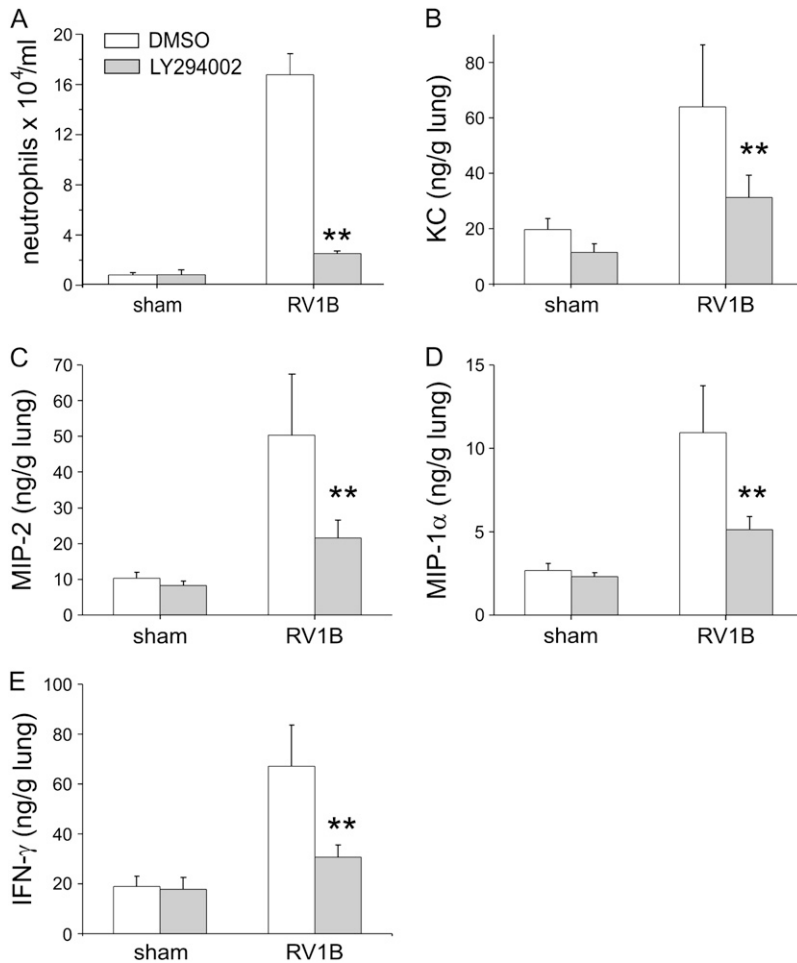 A
DMSO
LY294002
neutrophils x 10⁴/ml
20
16
12
8
4
0
**
sham
RV1B
B
KC (ng/g lung)
80
60
40
20
0
**
sham
RV1B
C
MIP-2 (ng/g lung)
70
60
50
40
30
20
10
0
**
sham
RV1B
D
MIP-1α (ng/g lung)
15
10
5
0
**
sham
RV1B
E
IFN-γ (ng/g lung)
100
80
60
40
20
0
**
sham
RV1B